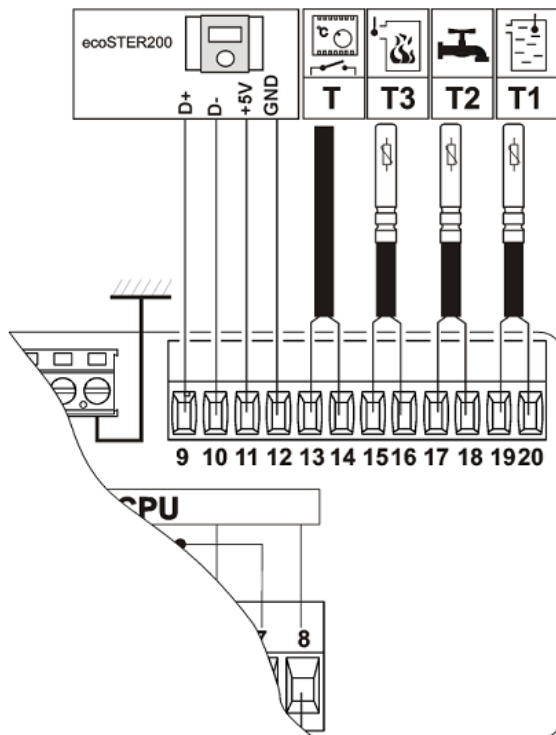 ecoSTER200
D+ D- +5V GND
°C
T T3 T2 T1
9 10 11 12 13 14 15 16 17 18 19 20
CPU
7 8